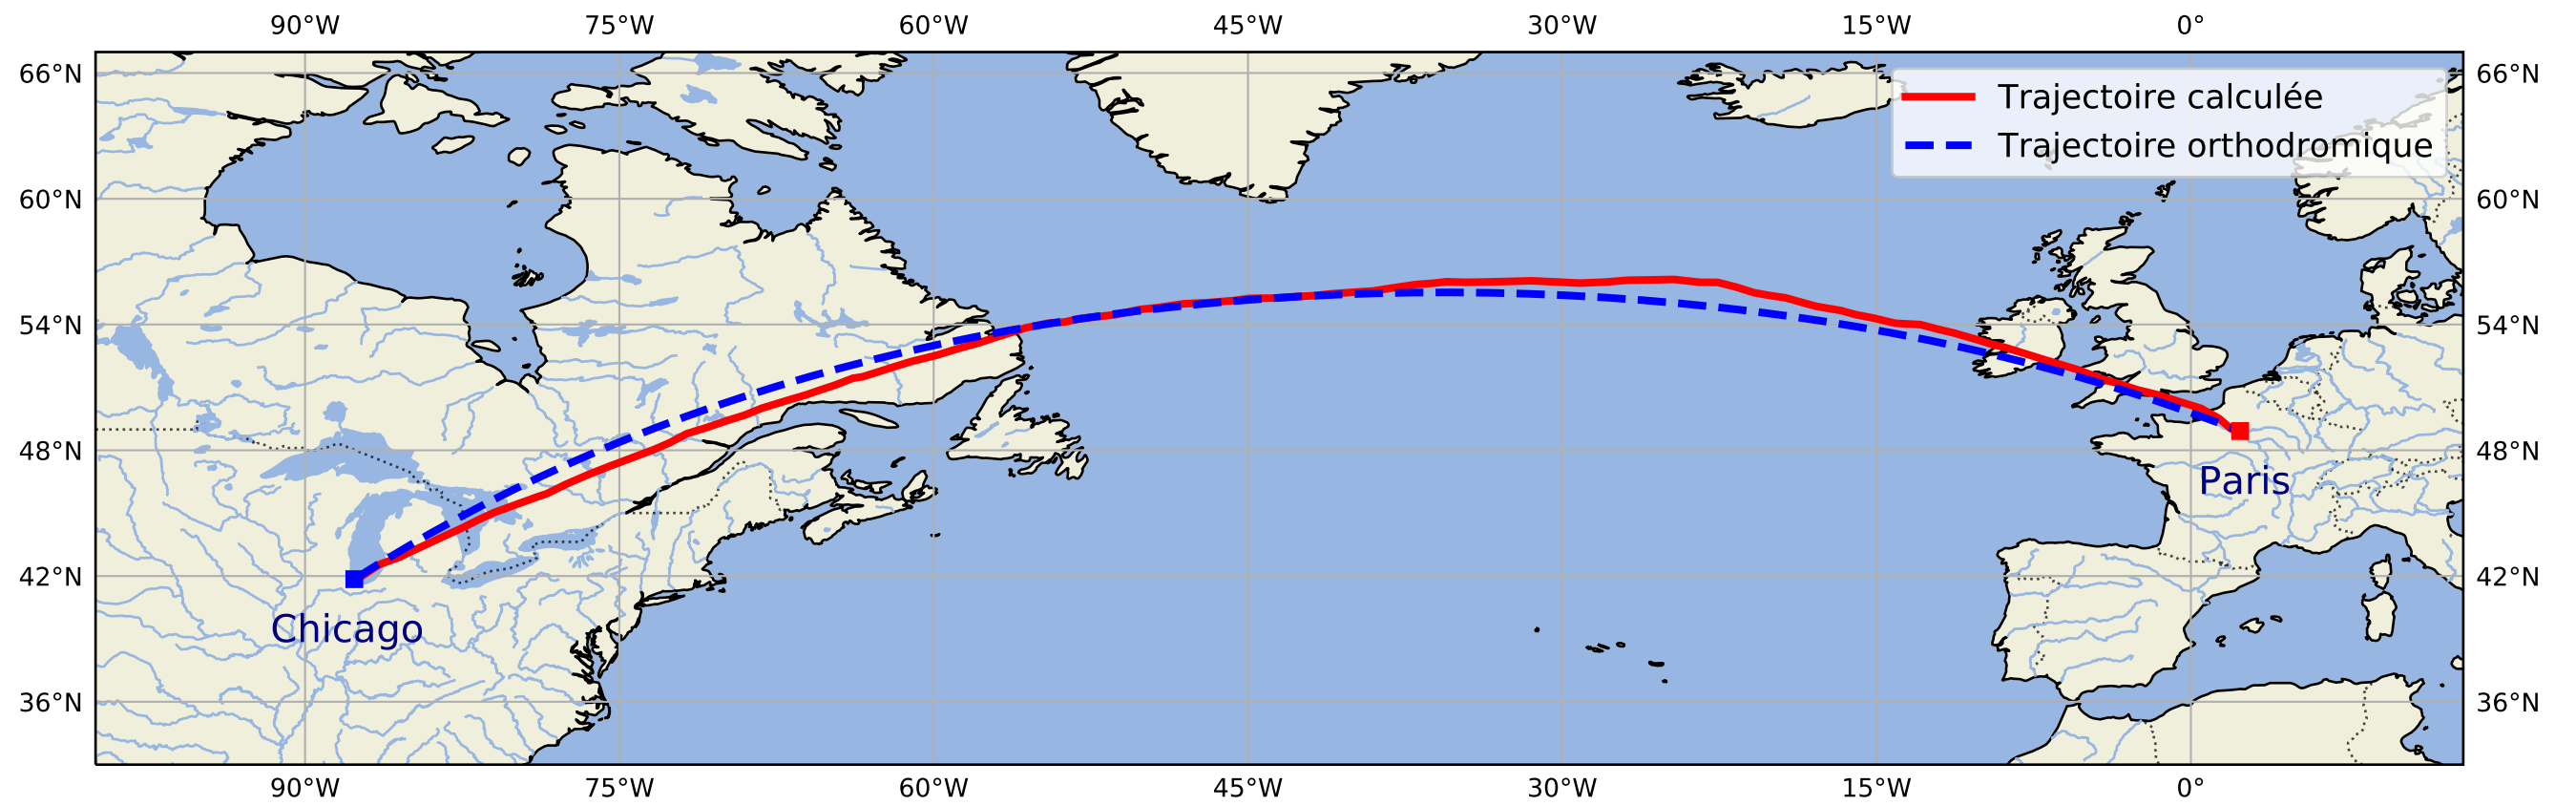 90°W 75°W 60°W 45°W 30°W 15°W 0°
66°N 66°N
Trajectoire calculée
Trajectoire orthodromique
60°N 60°N
54°N 54°N
48°N 48°N
Paris
42°N 42°N
Chicago
36°N 36°N
90°W 75°W 60°W 45°W 30°W 15°W 0°